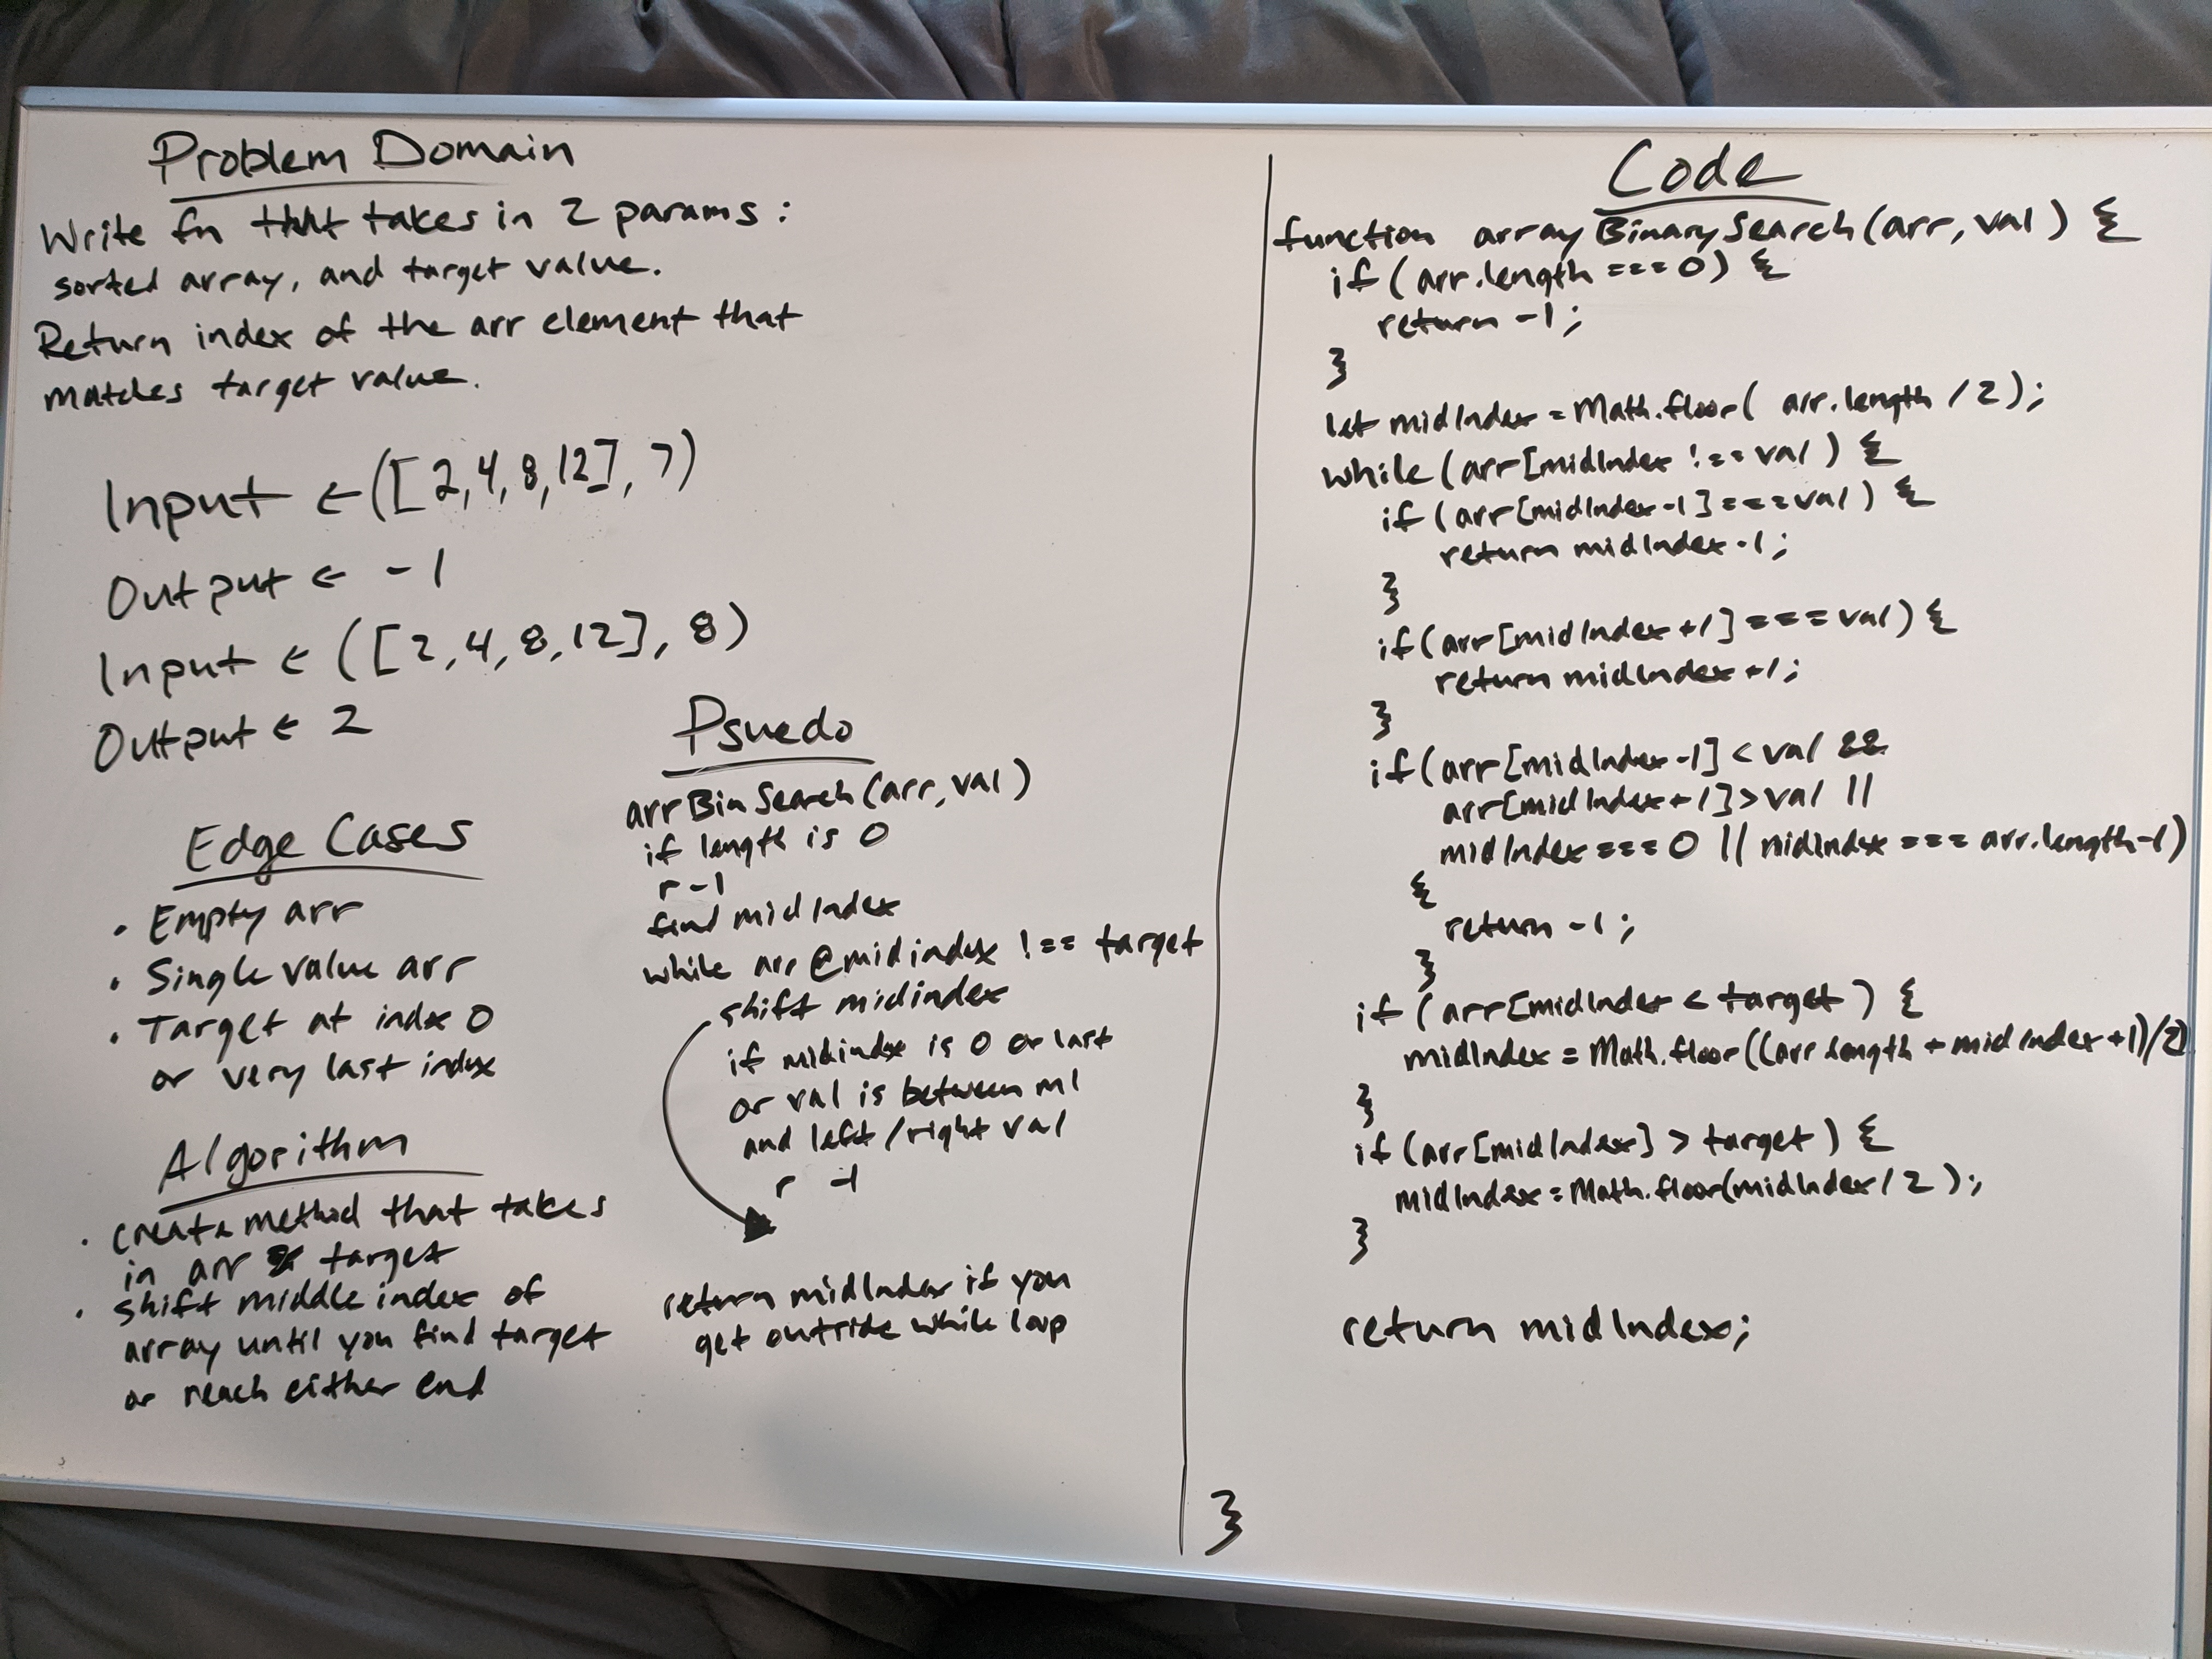 Problem Domain
Write fn that takes in 2 params:
sorted array, and target value.
Return index of the arr element that
matches target value.
Input ← ([2,4,8,12], 7)
Output ← -1
Input ← ([2,4,8,12], 8)
Output ← 2
Edge Cases
• Empty arr
• Single value arr
• Target at index 0
or very last index
Algorithm
• create method that takes
in arr & target
• shift middle index of
array until you find target
or reach either end
Psuedo
arrBinSearch(arr, val)
if length is 0
r -1
find midIndex
while arr @midindex !== target
shift midindex
if midindex is 0 or last
or val is between mI
and left/right val
r -1
return midIndex if you
get outside while loop
Code
function arrayBinarySearch(arr, val) {
if (arr.length === 0) {
return -1;
}
let midIndex = Math.floor( arr.length / 2);
while (arr[midIndex !== val) {
if (arr[midIndex-1] === val) {
return midIndex-1;
}
if(arr[midIndex+1] === val) {
return midIndex+1;
}
if(arr[midIndex-1] < val &&
arr[midIndex+1] > val ||
midIndex === 0 || midIndex === arr.length-1)
{
return -1;
}
if (arr[midIndex < target) {
midIndex = Math.floor((arr.length + midIndex+1)/2)
}
if (arr[midIndex] > target) {
midIndex = Math.floor(midIndex/2);
}
return midIndex;
}